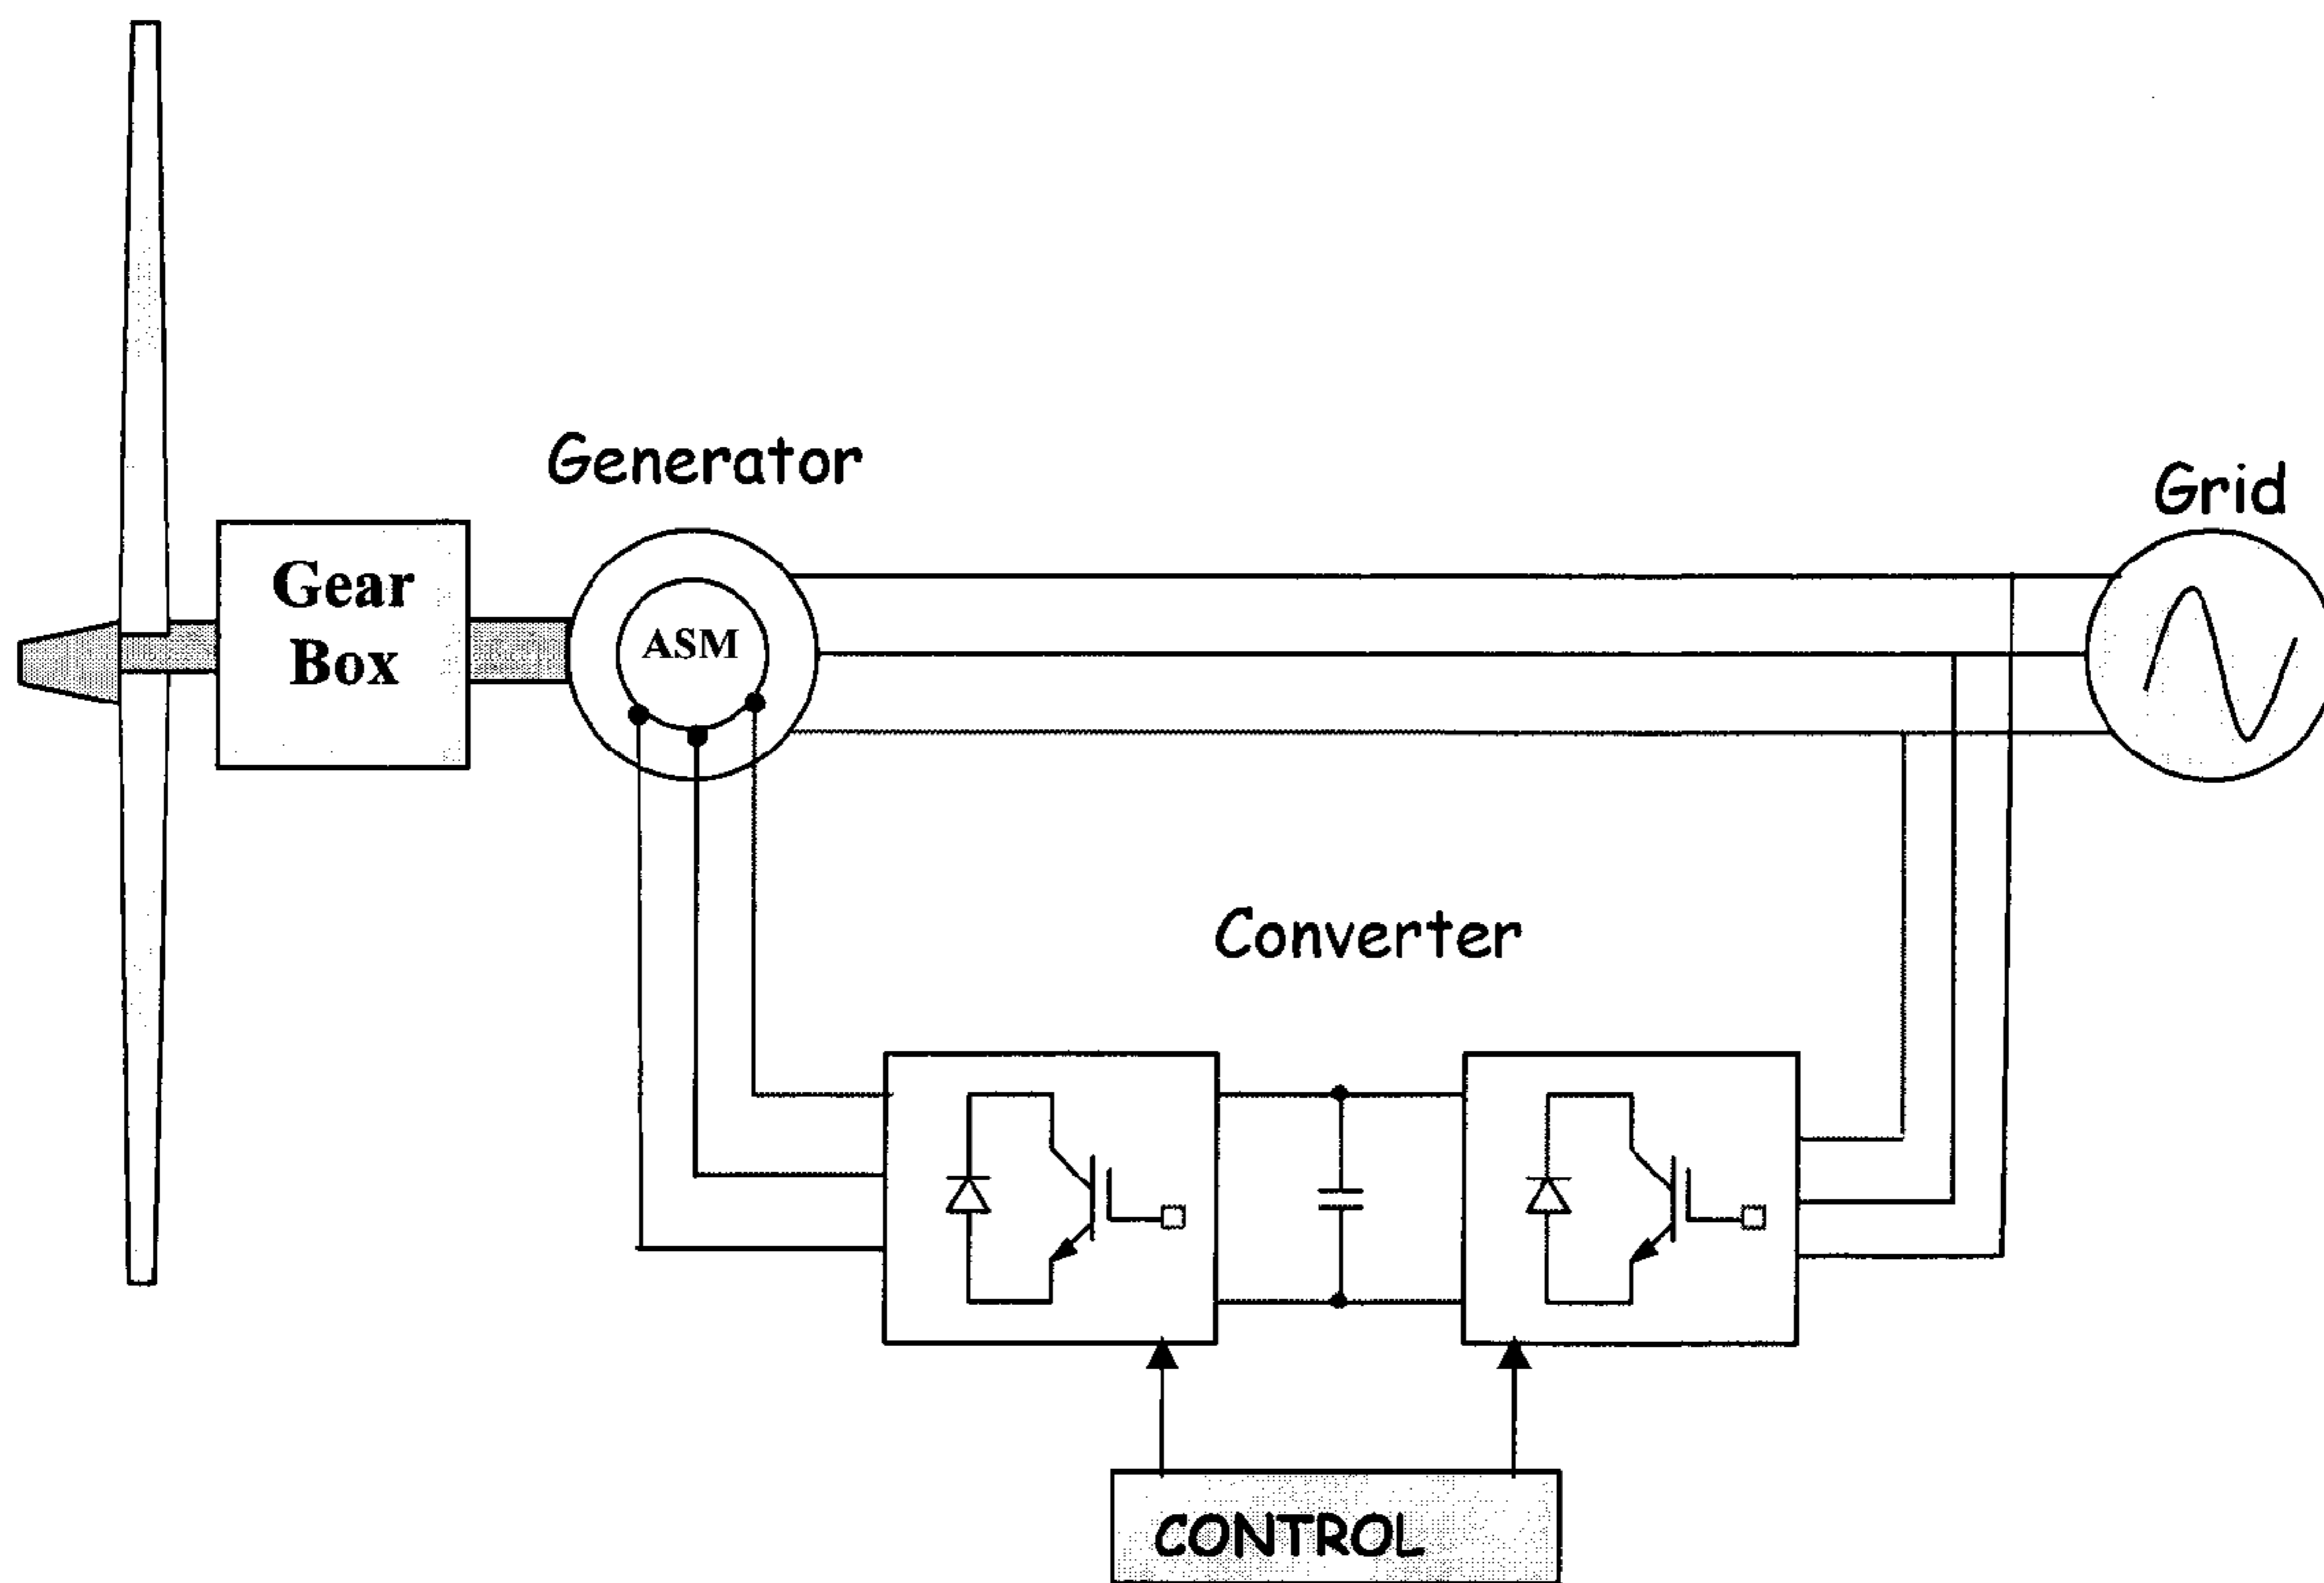 Generator
Grid
Gear
Box
ASM
Converter
CONTROL